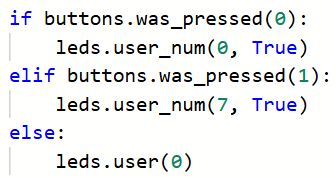 if buttons.was_pressed(0):
    leds.user_num(0, True)
elif buttons.was_pressed(1):
    leds.user_num(7, True)
else:
    leds.user(0)